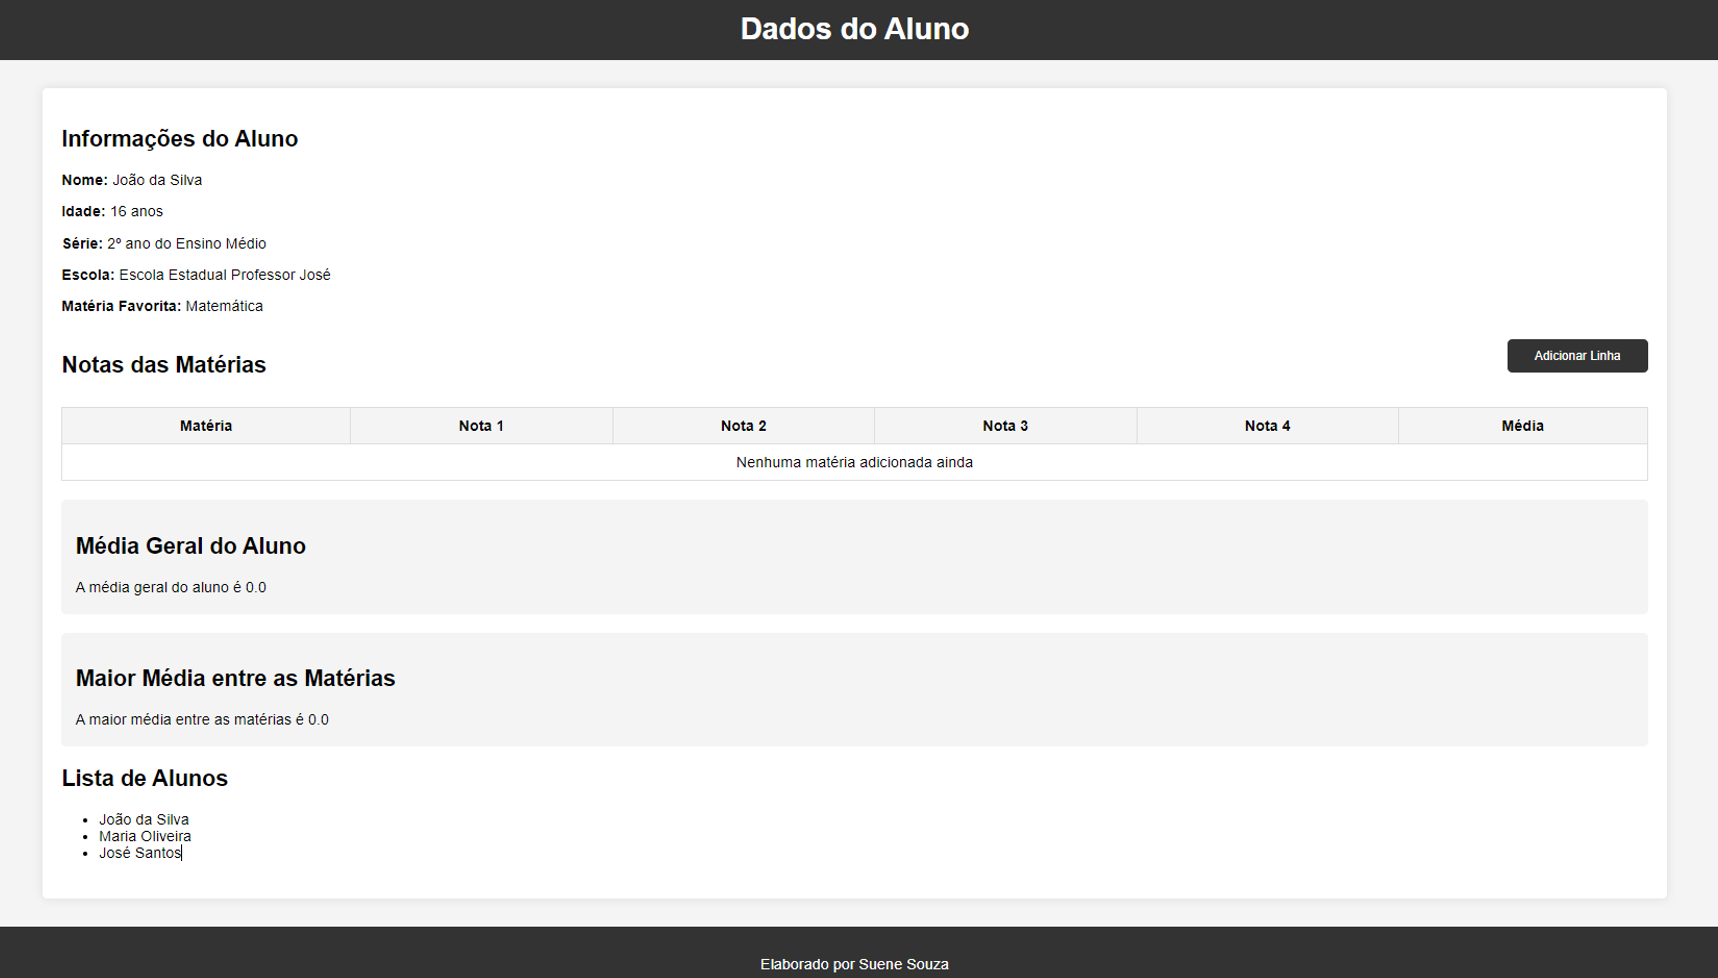 Dados do Aluno
Informações do Aluno
Nome: João da Silva
Idade: 16 anos
Série: 2º ano do Ensino Médio
Escola: Escola Estadual Professor José
Matéria Favorita: Matemática
Notas das Matérias
Adicionar Linha
Matéria Nota 1 Nota 2 Nota 3 Nota 4 Média
Nenhuma matéria adicionada ainda
Média Geral do Aluno
A média geral do aluno é 0.0
Maior Média entre as Matérias
A maior média entre as matérias é 0.0
Lista de Alunos
João da Silva
Maria Oliveira
José Santos
Elaborado por Suene Souza